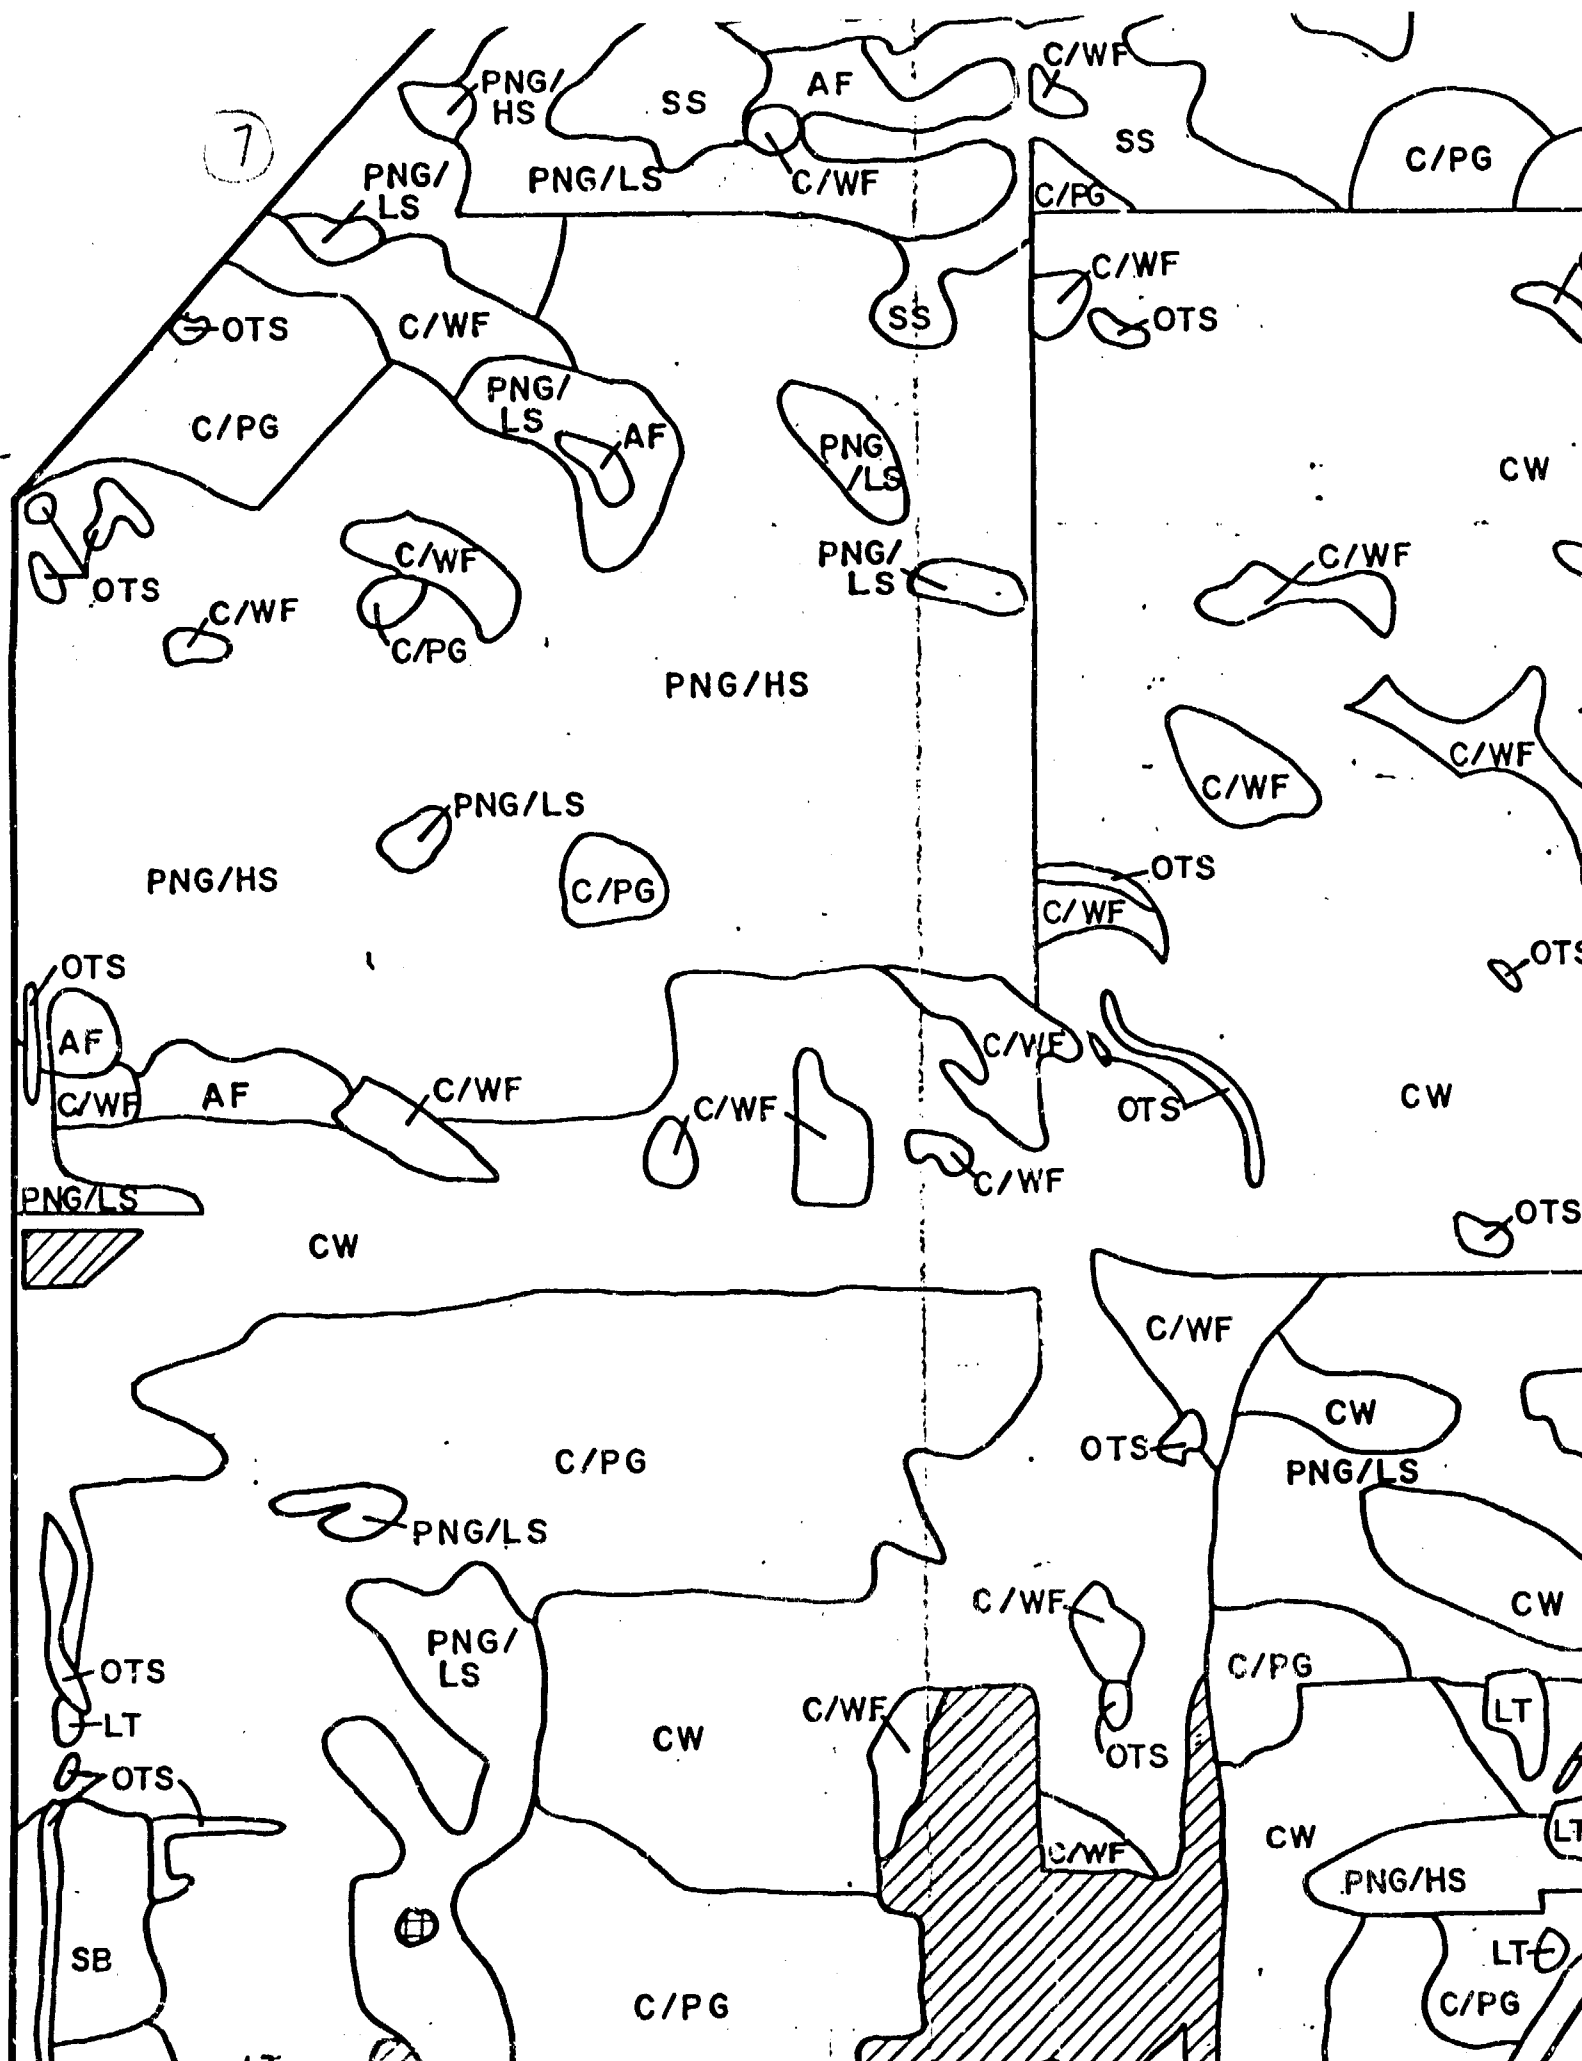 C/WF
PNG/
HS
AF
SS
7
SS
C/PG
PNG/
LS
PNG/LS
C/WF
C/PG
C/WF
OTS
C/WF
SS
OTS
PNG/
LS
C/PG
AF
PNG
/LS
CW
C/WF
PNG/
LS
C/WF
OTS
C/WF
C/PG
PNG/HS
C/WF
C/WF
PNG/LS
OTS
PNG/HS
C/PG
C/WF
OTS
OTS
AF
C/WF
C/WF
AF
C/WF
C/WF
OTS
CW
C/WF
PNG/LS
OTS
CW
C/WF
CW
OTS
C/PG
PNG/LS
PNG/LS
C/WF
CW
PNG/
LS
C/PG
OTS
C/WF
LT
LT
CW
OTS
OTS
CW
LT
C/WF
PNG/HS
SB
LT
C/PG
C/PG